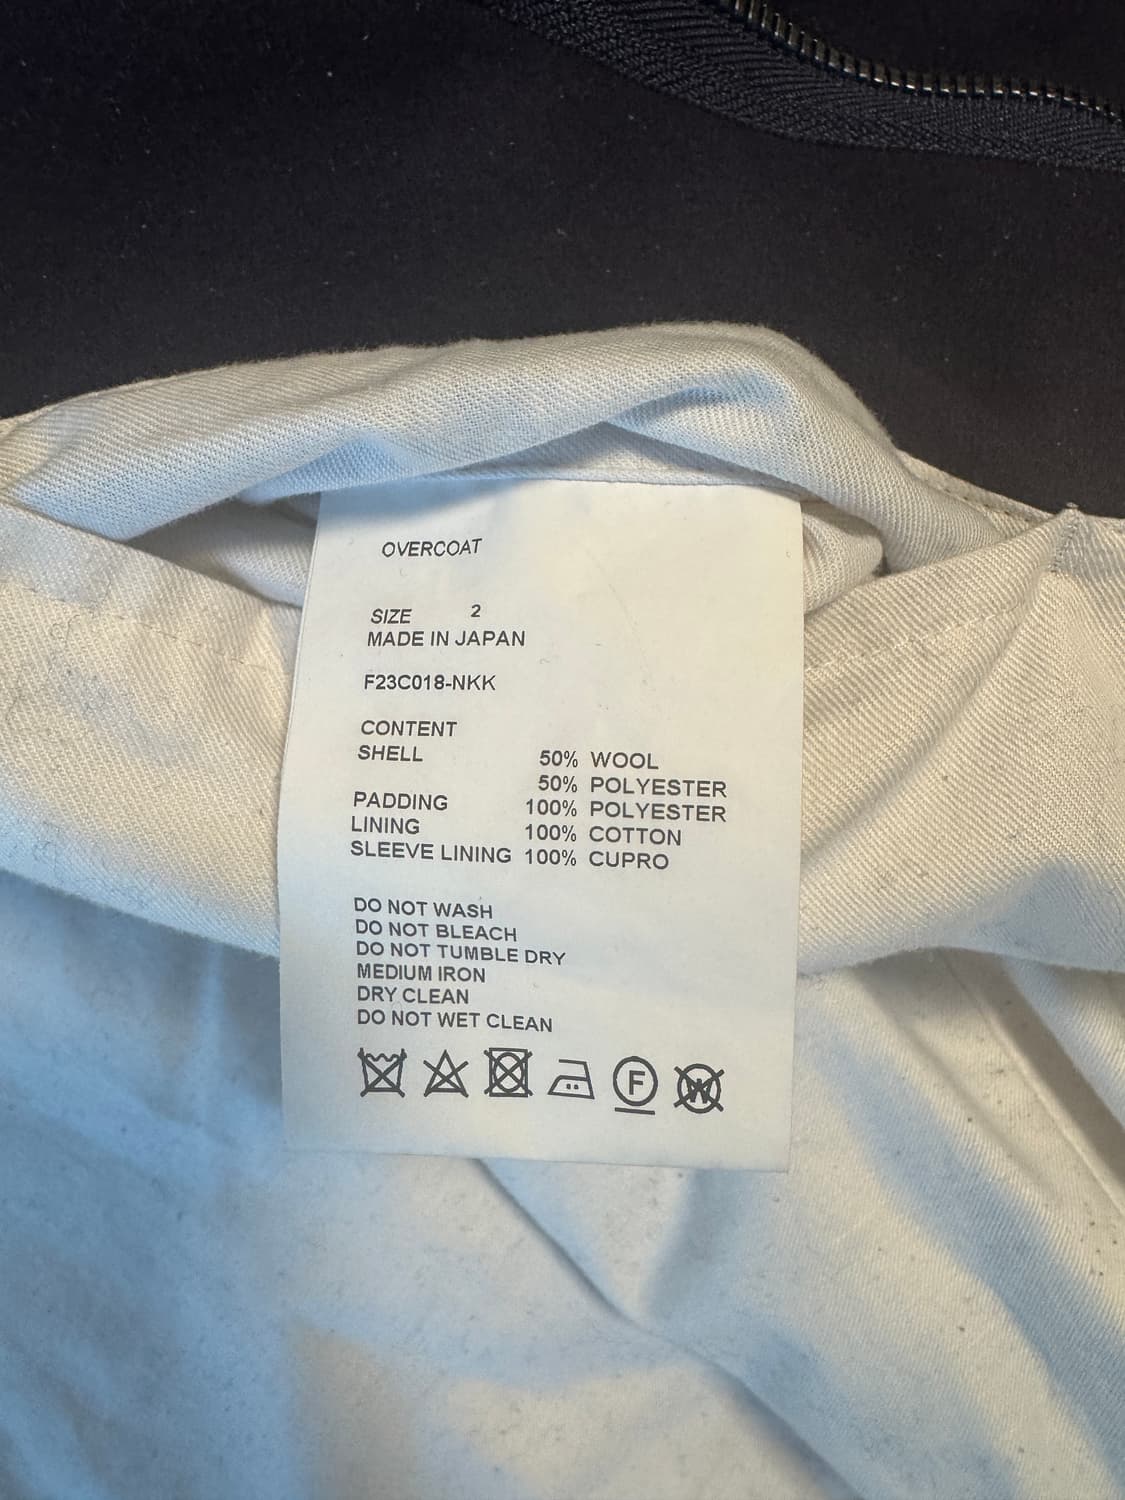 OVERCOAT
SIZE 2
MADE IN JAPAN
F23C018-NKK
CONTENT
SHELL 50% WOOL
50% POLYESTER
PADDING 100% POLYESTER
LINING 100% COTTON
SLEEVE LINING 100% CUPRO
DO NOT WASH
DO NOT BLEACH
DO NOT TUMBLE DRY
MEDIUM IRON
DRY CLEAN
DO NOT WET CLEAN
F W